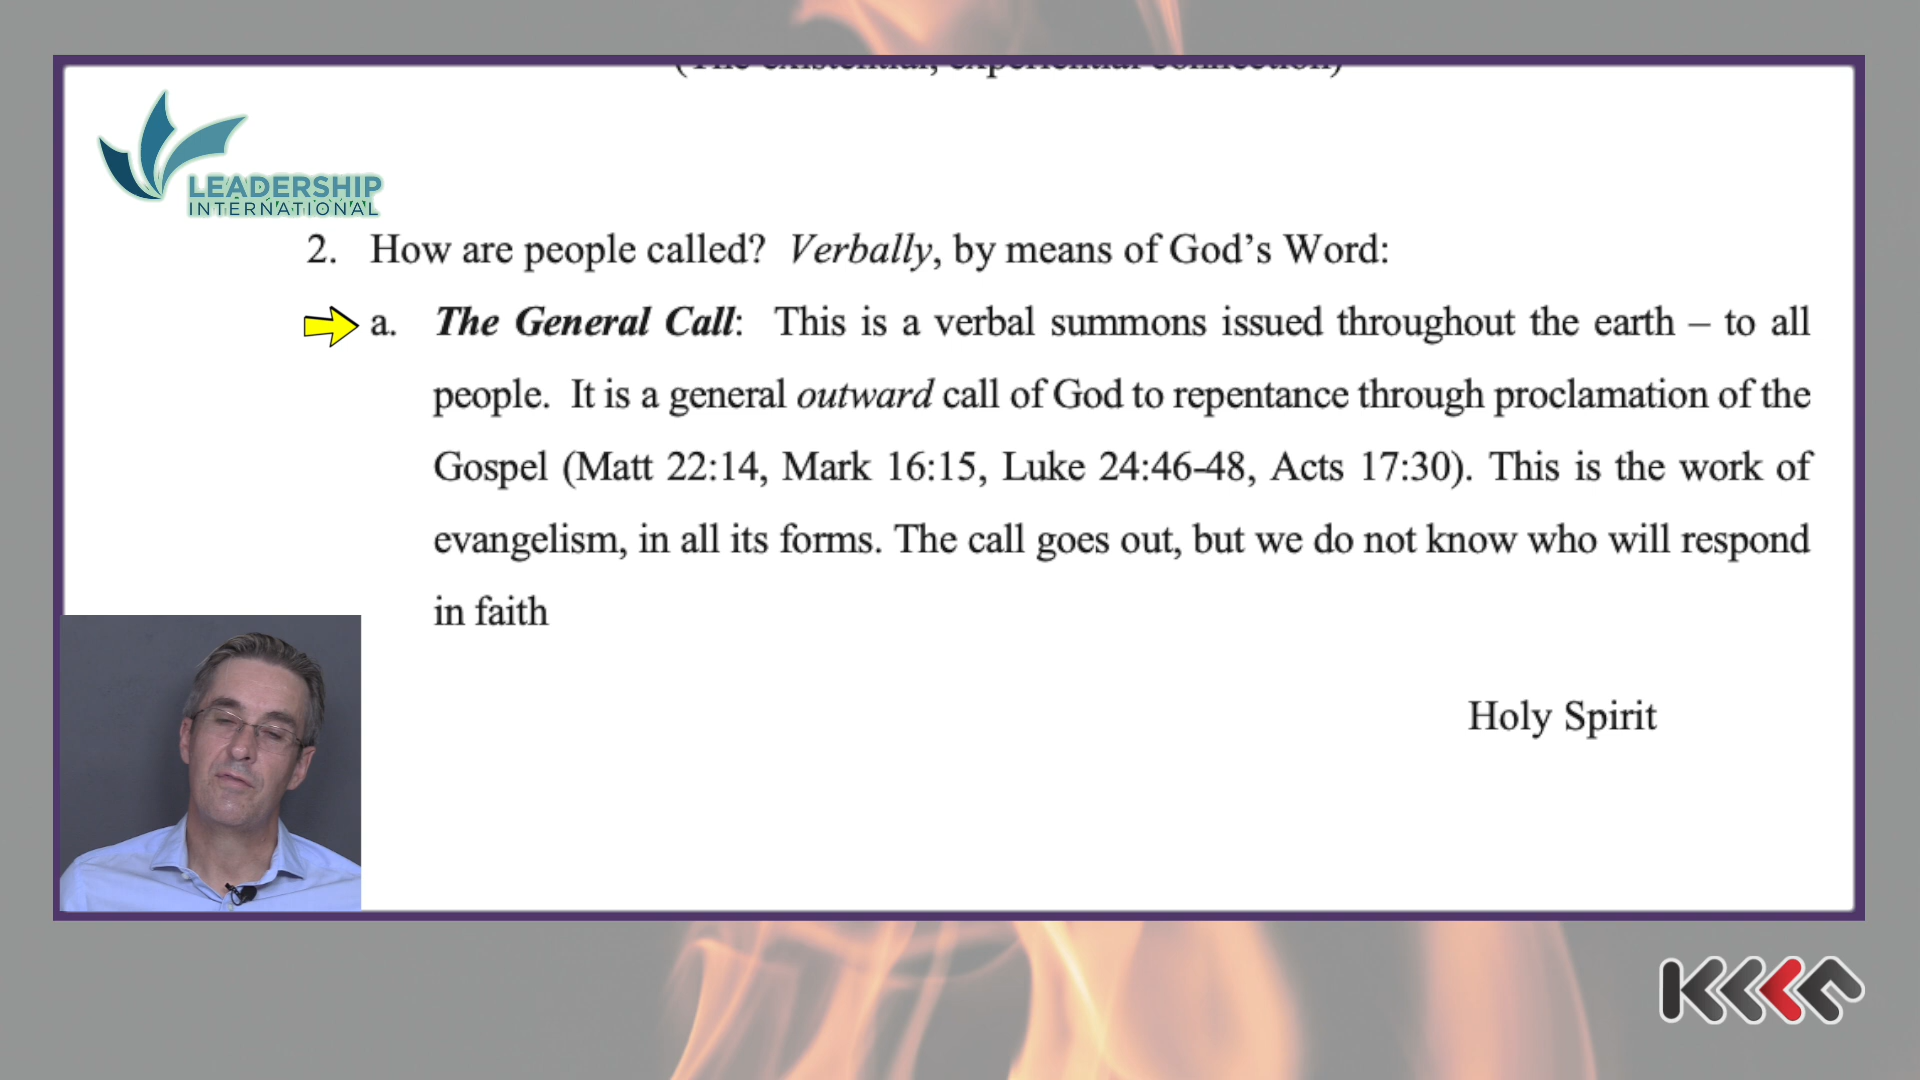 (The existential, experiential connection)
LEADERSHIP
INTERNATIONAL
2. How are people called? Verbally, by means of God’s Word:
a. The General Call: This is a verbal summons issued throughout the earth – to all
people. It is a general outward call of God to repentance through proclamation of the
Gospel (Matt 22:14, Mark 16:15, Luke 24:46-48, Acts 17:30). This is the work of
evangelism, in all its forms. The call goes out, but we do not know who will respond
in faith
Holy Spirit